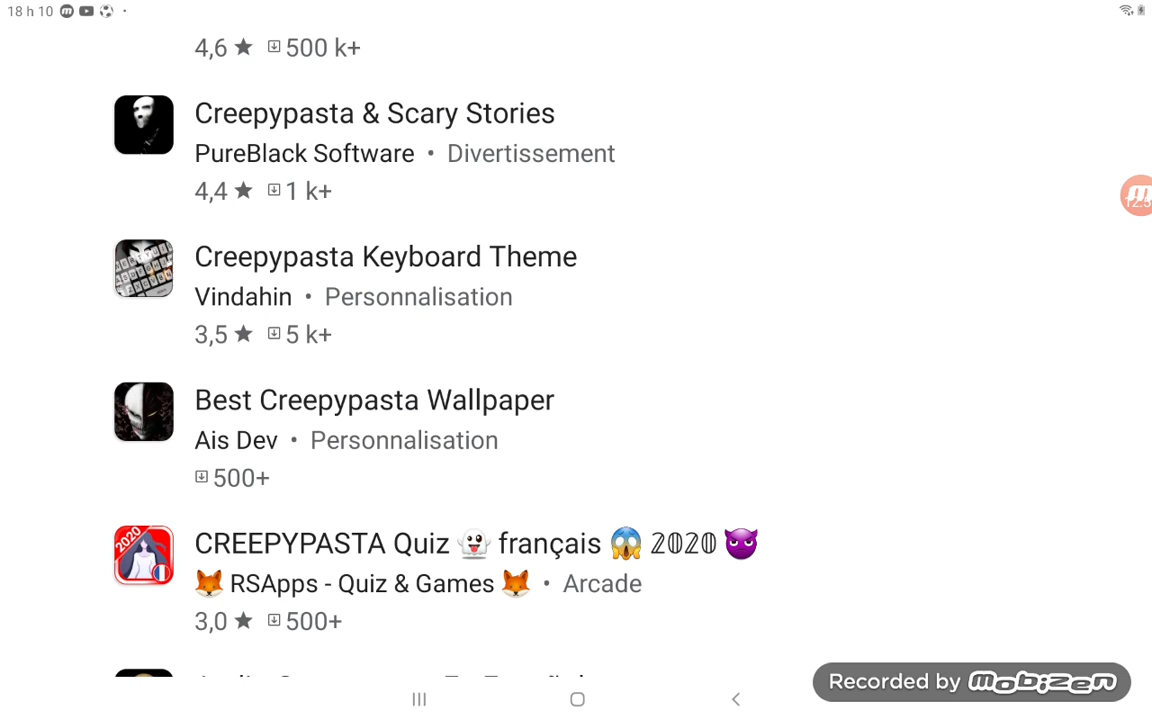 18 h 10
4,6 ★ 500 k+
Creepypasta & Scary Stories
PureBlack Software • Divertissement
4,4 ★ 1 k+
Creepypasta Keyboard Theme
Vindahin • Personnalisation
3,5 ★ 5 k+
Best Creepypasta Wallpaper
Ais Dev • Personnalisation
500+
2020
CREEPYPASTA Quiz 👻 français 😱 𝟚𝟘𝟚𝟘 😈
🦊 RSApps - Quiz & Games 🦊 • Arcade
3,0 ★ 500+
Recorded by mobizen